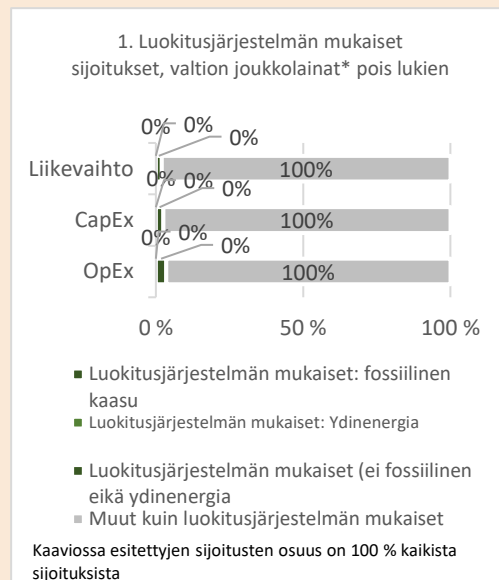 1. Luokitusjärjestelmän mukaiset
sijoitukset, valtion joukkolainat* pois lukien
0% 0% 0%
Liikevaihto 100%
0% 0% 0%
CapEx 100%
0% 0% 0%
OpEx 100%
0 % 50 % 100 %
Luokitusjärjestelmän mukaiset: fossiilinen
kaasu
Luokitusjärjestelmän mukaiset: Ydinenergia
Luokitusjärjestelmän mukaiset (ei fossiilinen
eikä ydinenergia
Muut kuin luokitusjärjestelmän mukaiset
Kaaviossa esitettyjen sijoitusten osuus on 100 % kaikista
sijoituksista